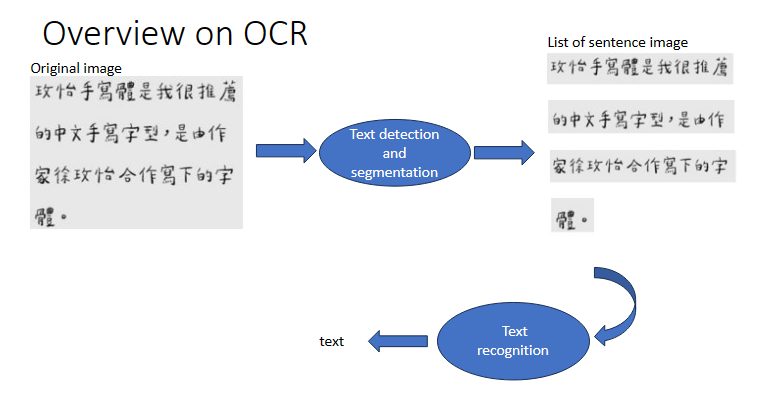 Overview on OCR
Original image
玫怡手寫體是我很推薦
的中文手寫字型，是由作
家徐玫怡合作寫下的字
體。
Text detection
and
segmentation
List of sentence image
玫怡手寫體是我很推薦
的中文手寫字型，是由作
家徐玫怡合作寫下的字
體。
Text
recognition
text